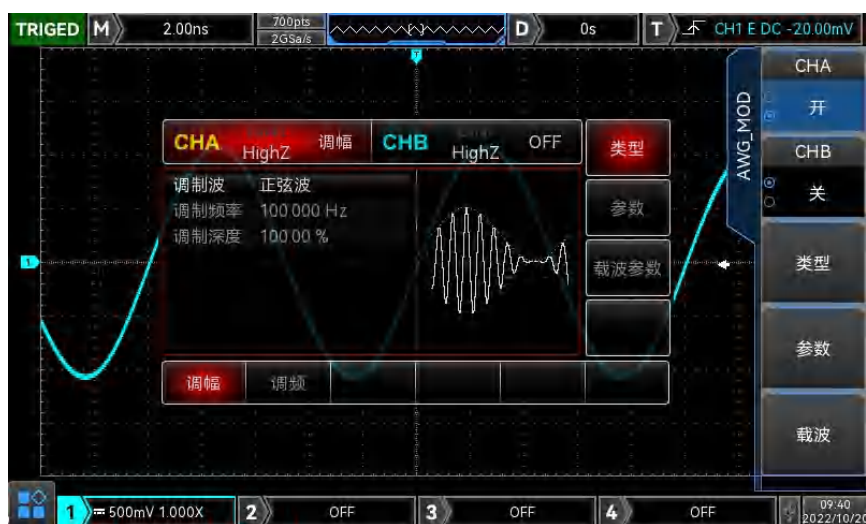 TRIGED M 2.00ns 700pts 2GSa/s D 0s T CH1 E DC -20.00mV
T
CHA HighZ 调幅 CHB HighZ OFF 类型
调制波 正弦波
调制频率 100.000 Hz
调制深度 100.00 %
参数
载波参数
调幅 调频
AWG_MOD
CHA
开
CHB
关
类型
参数
载波
1
1 500mV 1.000X 2 OFF 3 OFF 4 OFF
09:40